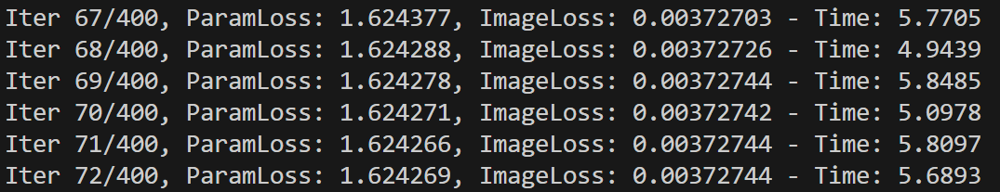 Iter 67/400, ParamLoss: 1.624377, ImageLoss: 0.00372703 - Time: 5.7705
Iter 68/400, ParamLoss: 1.624288, ImageLoss: 0.00372726 - Time: 4.9439
Iter 69/400, ParamLoss: 1.624278, ImageLoss: 0.00372744 - Time: 5.8485
Iter 70/400, ParamLoss: 1.624271, ImageLoss: 0.00372742 - Time: 5.0978
Iter 71/400, ParamLoss: 1.624266, ImageLoss: 0.00372744 - Time: 5.8097
Iter 72/400, ParamLoss: 1.624269, ImageLoss: 0.00372744 - Time: 5.6893